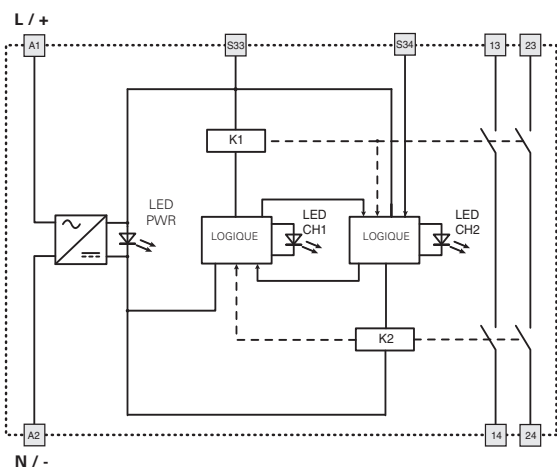 L / +
A1
S33
S34
13
23
K1
LED
PWR
LOGIQUE
LED
CH1
LOGIQUE
LED
CH2
K2
A2
14
24
N / -